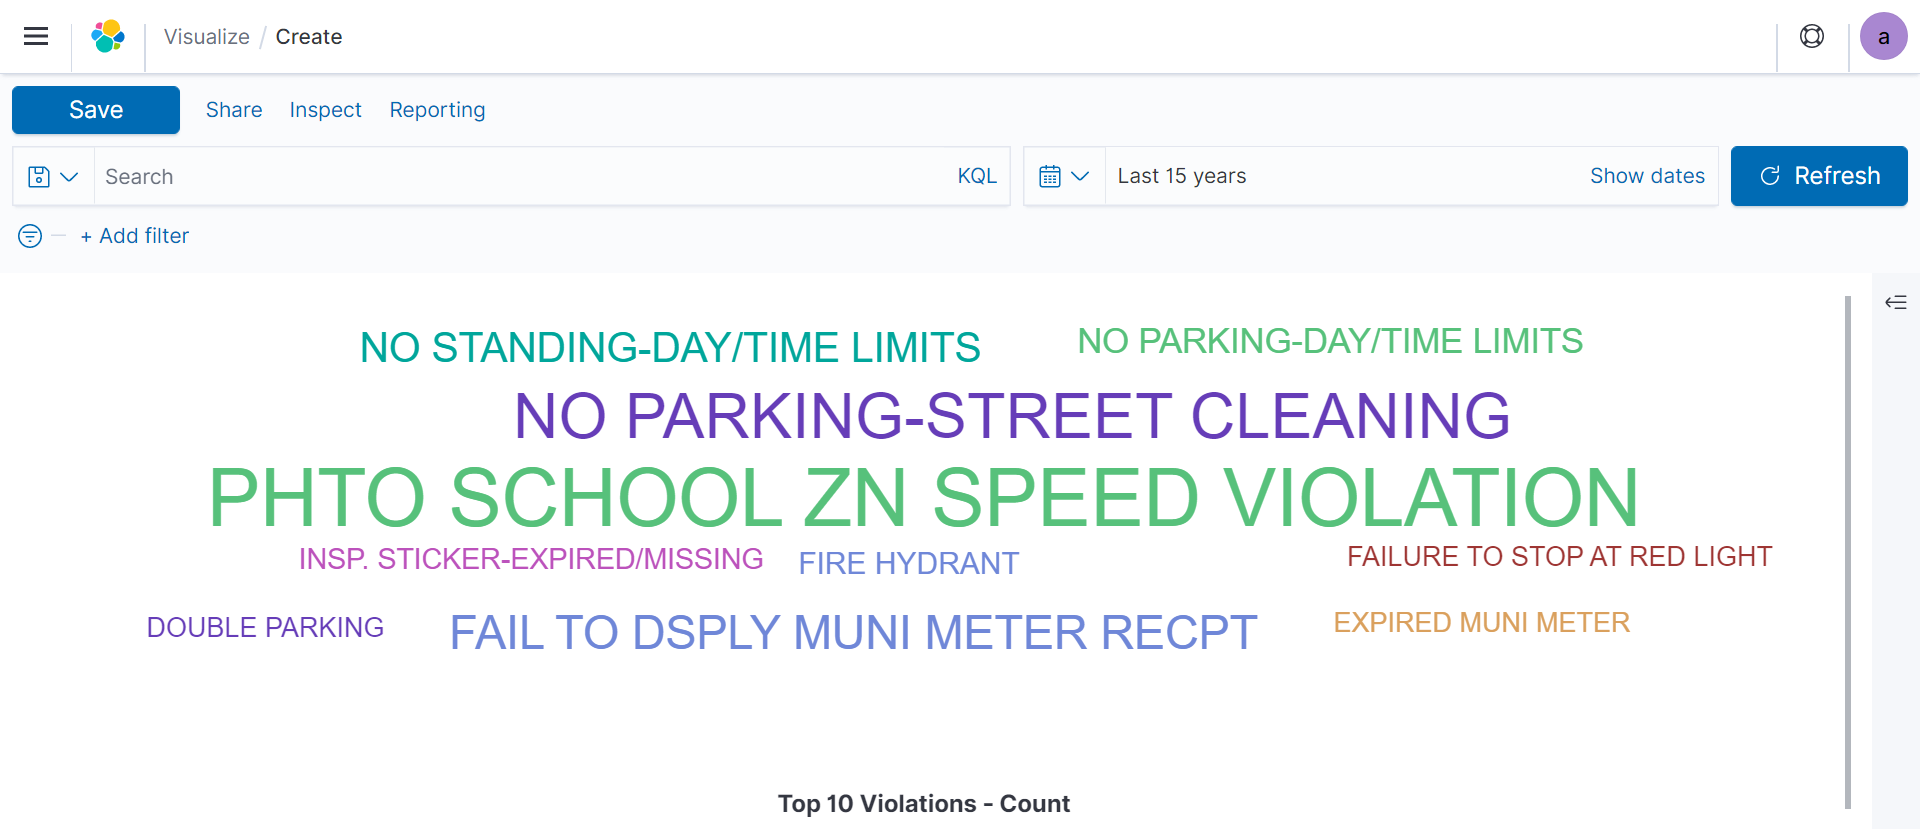 Visualize / Create
a
Save Share Inspect Reporting
Search KQL Last 15 years Show dates Refresh
+ Add filter
NO STANDING-DAY/TIME LIMITS NO PARKING-DAY/TIME LIMITS
NO PARKING-STREET CLEANING
PHTO SCHOOL ZN SPEED VIOLATION
INSP. STICKER-EXPIRED/MISSING FIRE HYDRANT FAILURE TO STOP AT RED LIGHT
DOUBLE PARKING FAIL TO DSPLY MUNI METER RECPT EXPIRED MUNI METER
Top 10 Violations - Count